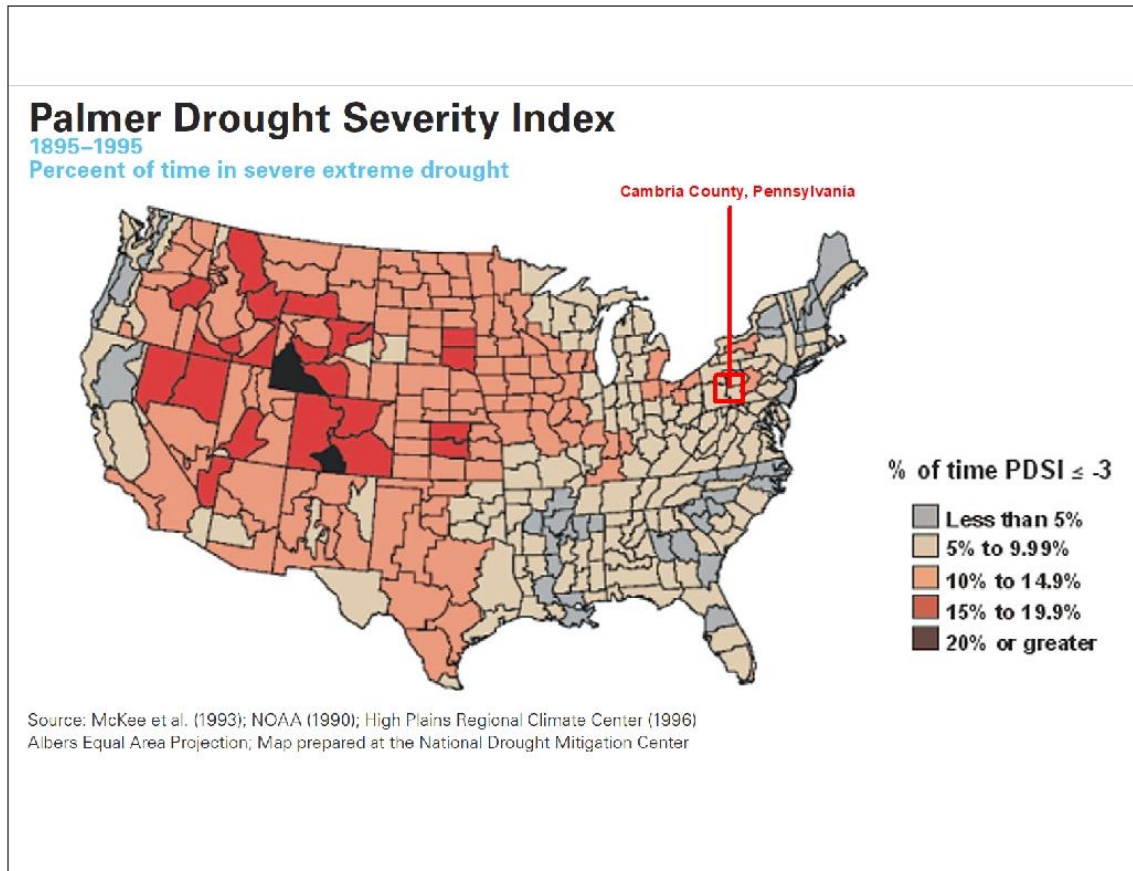 Palmer Drought Severity Index
1895–1995
Perceent of time in severe extreme drought
Cambria County, Pennsylvania
% of time PDSI ≤ -3
Less than 5%
5% to 9.99%
10% to 14.9%
15% to 19.9%
20% or greater
Source: McKee et al. (1993); NOAA (1990); High Plains Regional Climate Center (1996)
Albers Equal Area Projection; Map prepared at the National Drought Mitigation Center